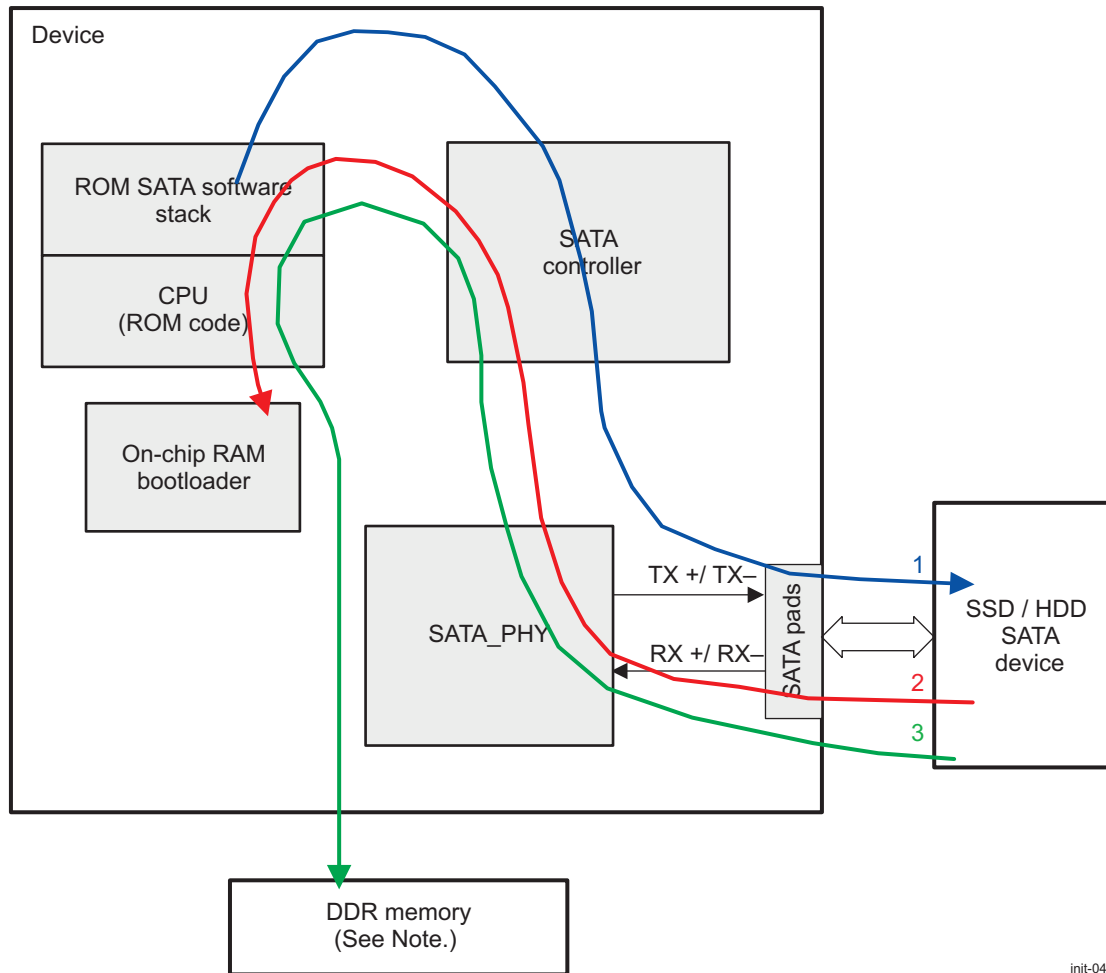 Device
ROM SATA software
stack
SATA
controller
CPU
(ROM code)
On-chip RAM
bootloader
SATA_PHY
TX +/ TX–
RX +/ RX–
SATA pads
1
2
3
SSD / HDD
SATA
device
DDR memory
(See Note.)
init-04